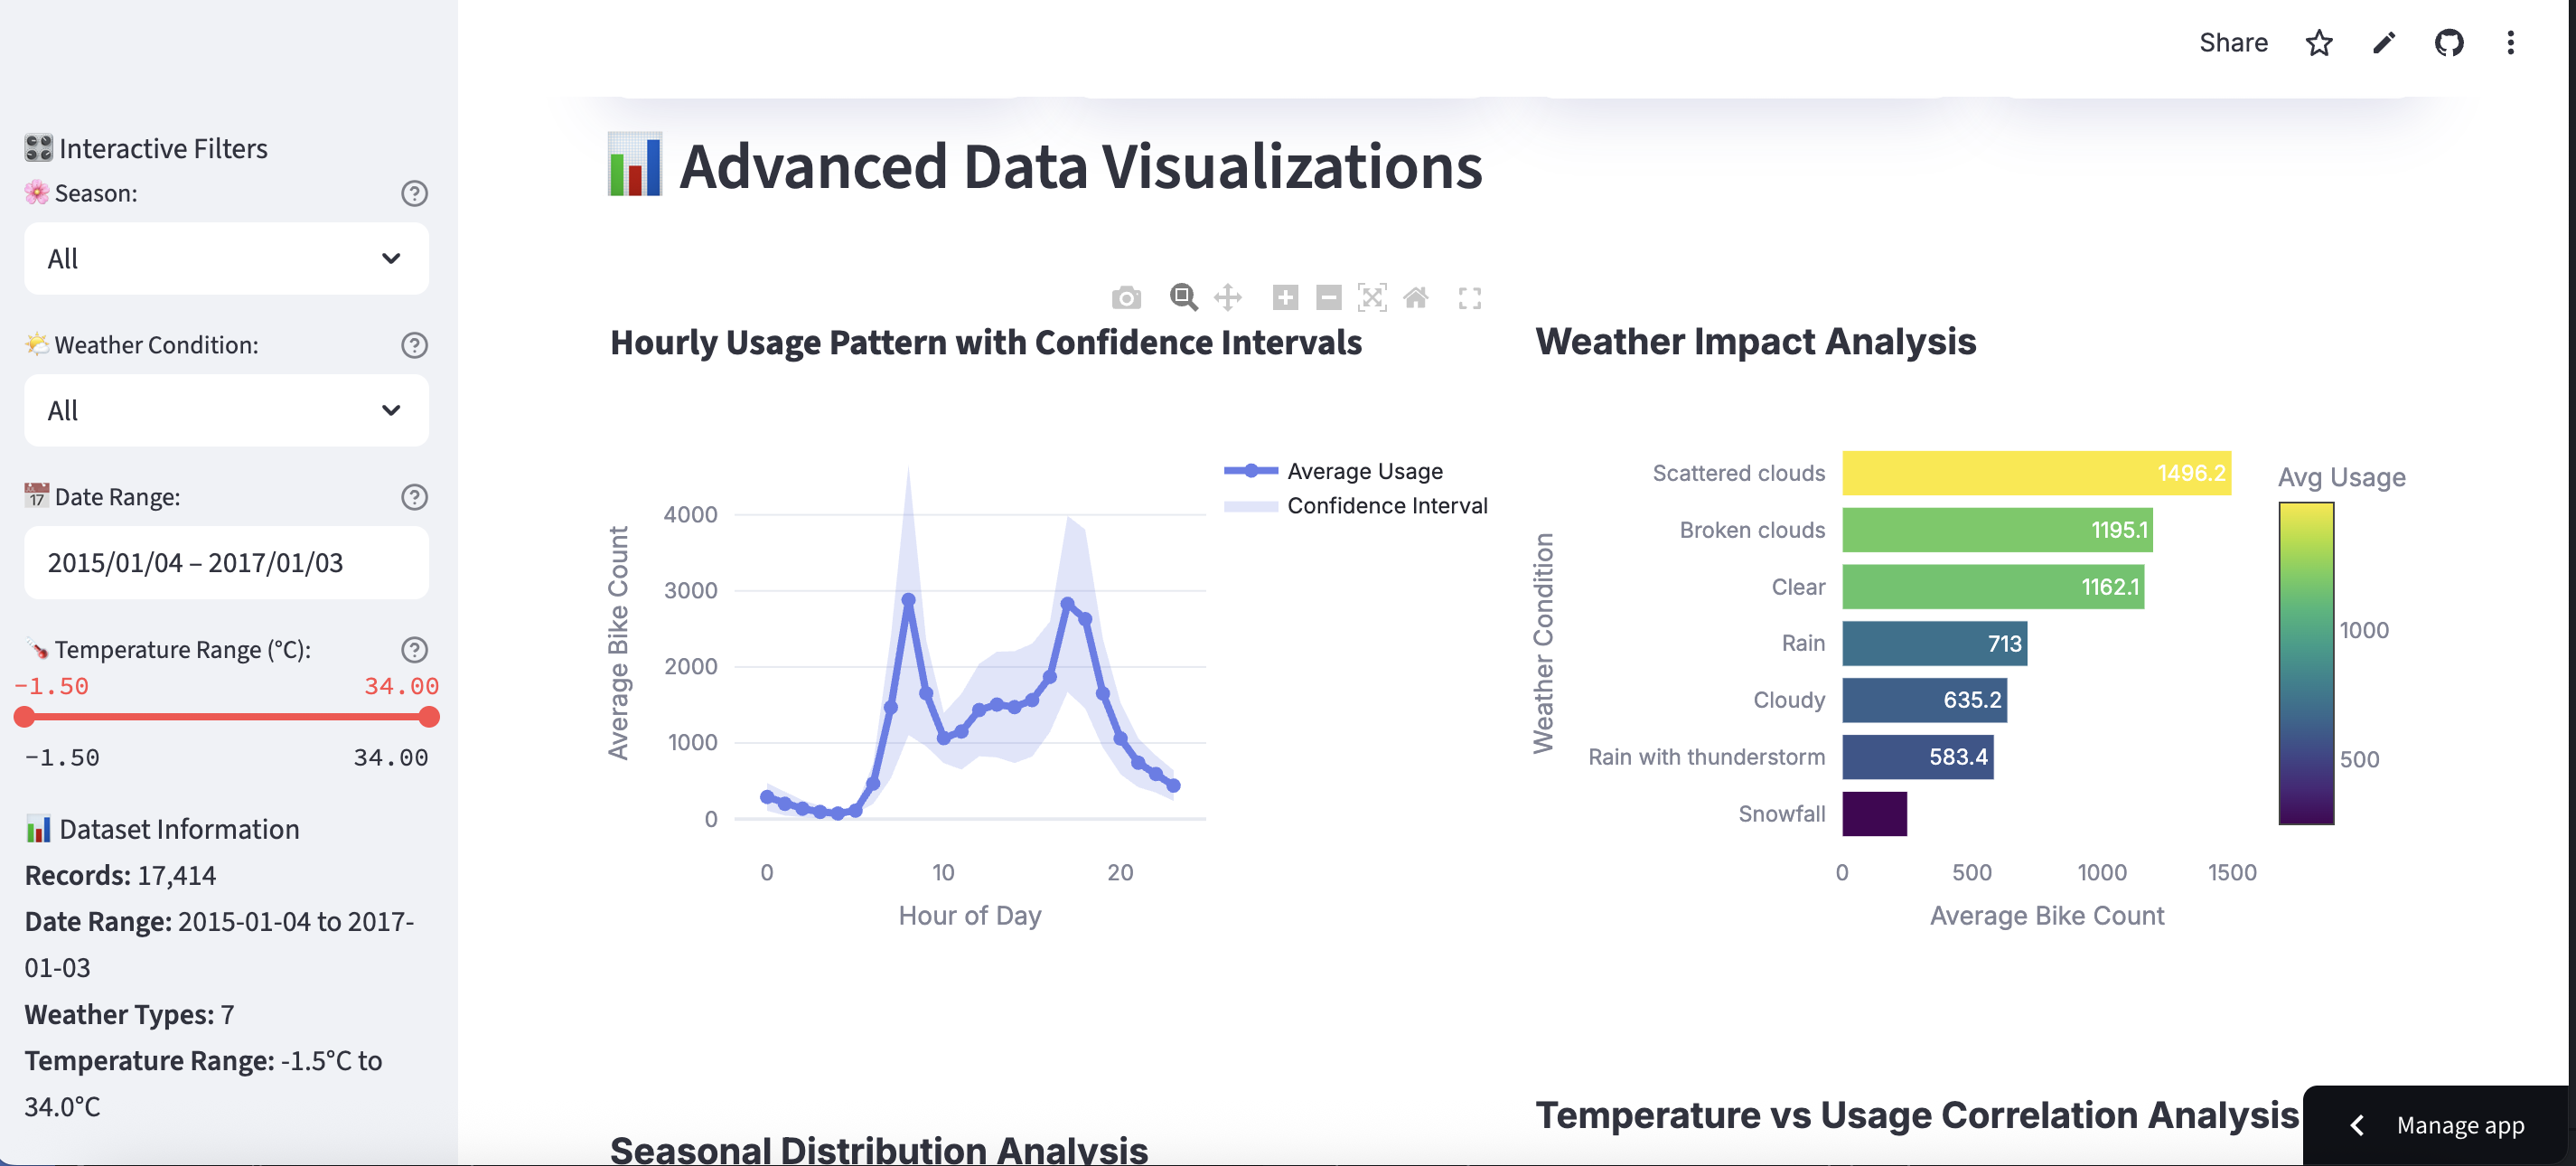 Share
Interactive Filters
Season:
All
Weather Condition:
All
17
Date Range:
2015/01/04 – 2017/01/03
Temperature Range (°C):
−1.50 34.00
−1.50 34.00
Dataset Information
Records: 17,414
Date Range: 2015-01-04 to 2017-
01-03
Weather Types: 7
Temperature Range: -1.5°C to
34.0°C
Advanced Data Visualizations
Hourly Usage Pattern with Confidence Intervals
Average Usage
Confidence Interval
Average Bike Count
4000
3000
2000
1000
0
0 10 20
Hour of Day
Weather Impact Analysis
Weather Condition
Scattered clouds 1496.2
Broken clouds 1195.1
Clear 1162.1
Rain 713
Cloudy 635.2
Rain with thunderstorm 583.4
Snowfall
0 500 1000 1500
Average Bike Count
Avg Usage
1000
500
Seasonal Distribution Analysis
Temperature vs Usage Correlation Analysis
Manage app